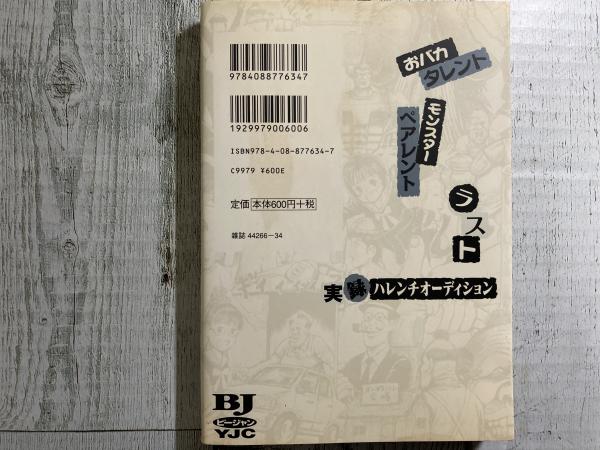 9784088776347
1929979006006
ISBN978-4-08-877634-7
C9979 ¥600E
定価 本体600円+税
雑誌 44266-34
おバカタレント
モンスターペアレント
ラスト
ハレンチオーディション
BJ
ビージャン
YJC